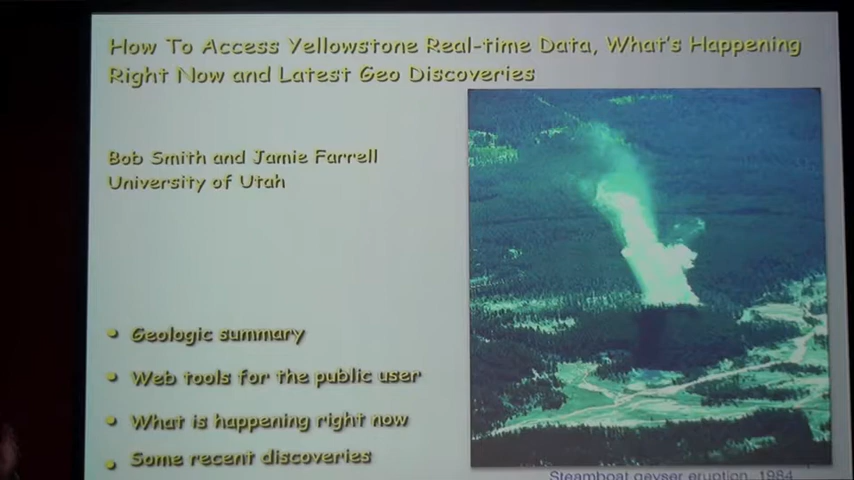 How To Access Yellowstone Real-time Data, What's Happening
Right Now and Latest Geo Discoveries
Bob Smith and Jamie Farrell
University of Utah
• Geologic summary
• Web tools for the public user
• What is happening right now
• Some recent discoveries
Steamboat geyser eruption, 1984